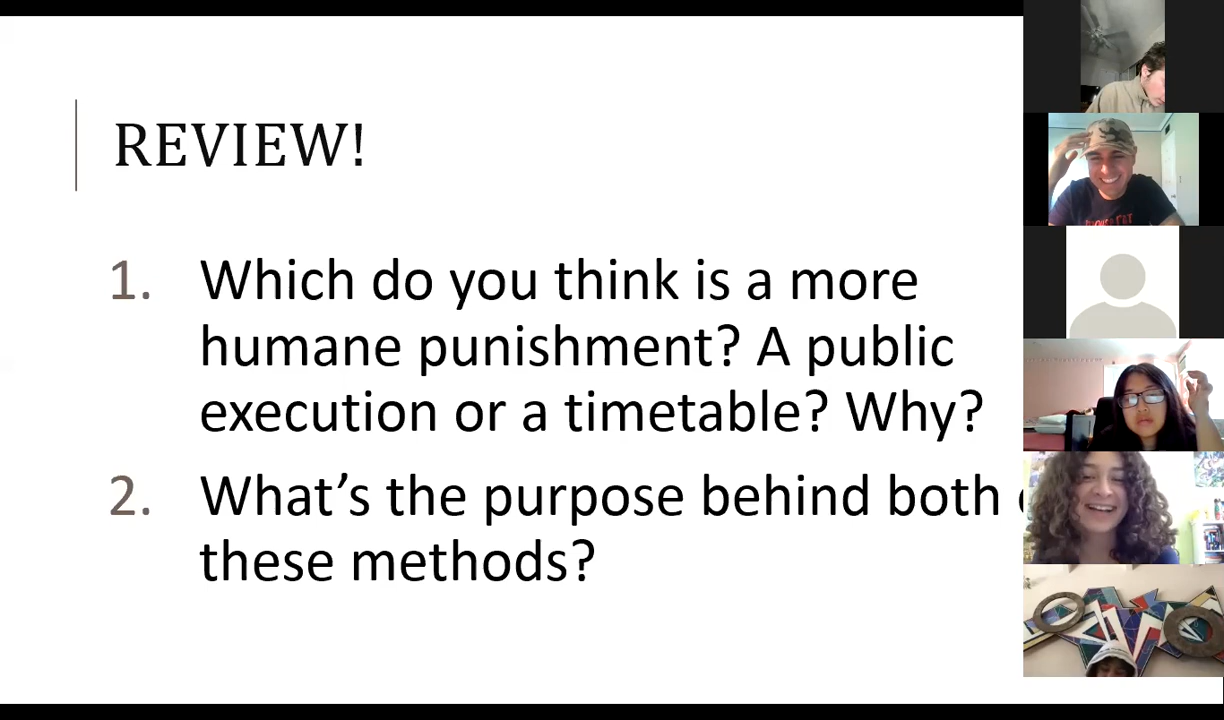 REVIEW!
1. Which do you think is a more
humane punishment? A public
execution or a timetable? Why?
2. What's the purpose behind both
these methods?